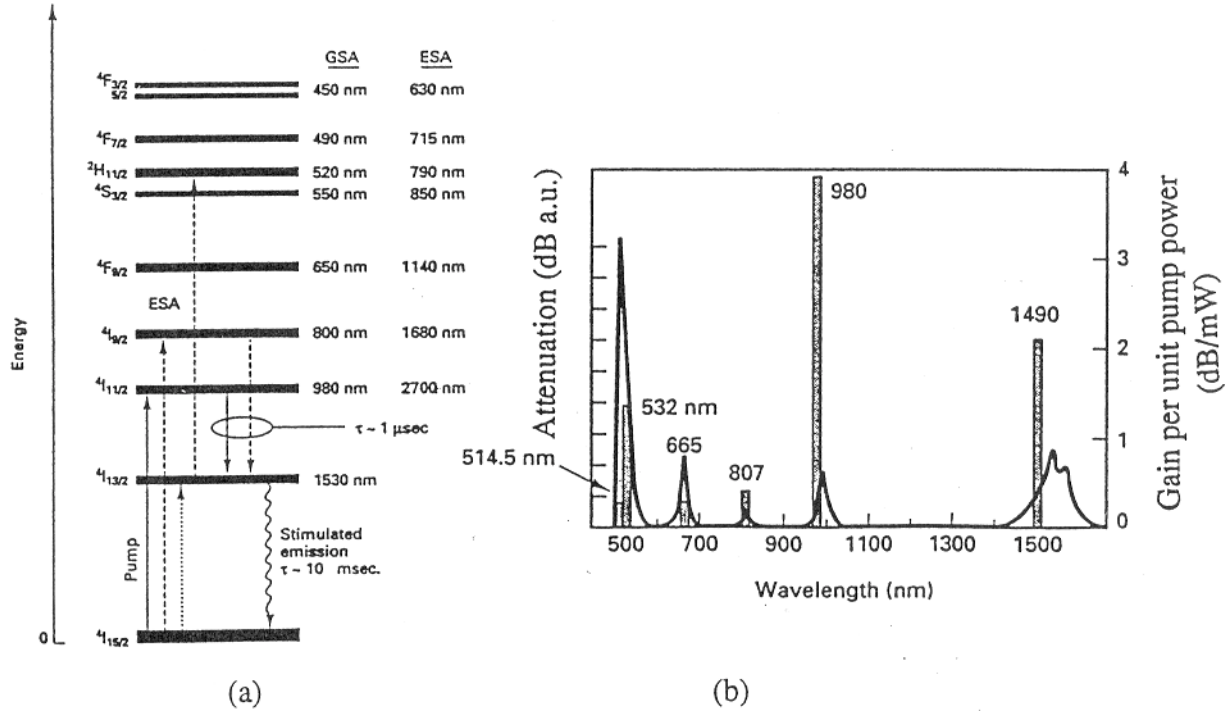 GSA ESA
⁴F₃/₂
5/2 450 nm 630 nm
⁴F₇/₂ 490 nm 715 nm
²H₁₁/₂ 520 nm 790 nm
⁴S₃/₂ 550 nm 850 nm
⁴F₉/₂ 650 nm 1140 nm
ESA
⁴I₉/₂ 800 nm 1680 nm
⁴I₁₁/₂ 980 nm 2700 nm
τ ~ 1 μsec
⁴I₁₃/₂ 1530 nm
Stimulated
emission
τ ~ 10 msec.
Pump
Energy
0
⁴I₁₅/₂
(a)
Attenuation (dB a.u.)
4
3
2
1
0
Gain per unit pump power
(dB/mW)
980
1490
532 nm
514.5 nm
665
807
500 700 900 1100 1300 1500
Wavelength (nm)
(b)